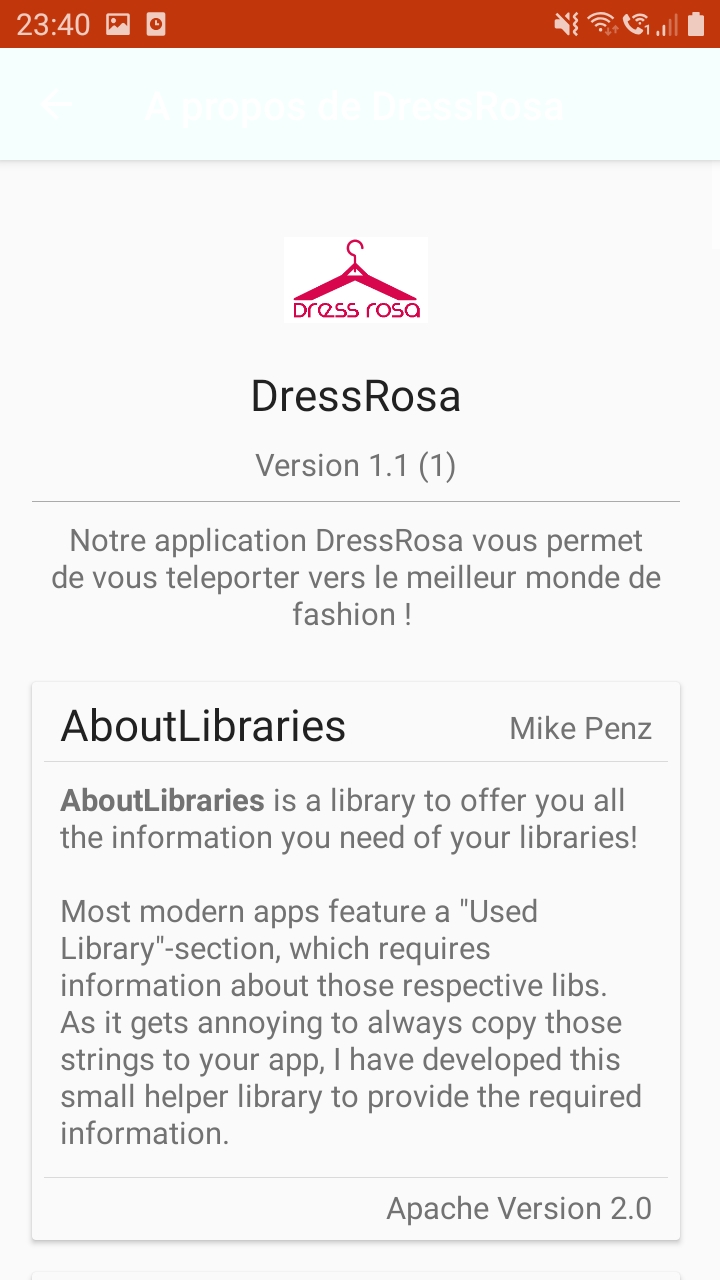 23:40
A propos de DressRosa
Dress rosa
DressRosa
Version 1.1 (1)
Notre application DressRosa vous permet
de vous teleporter vers le meilleur monde de
fashion !
AboutLibraries
Mike Penz
AboutLibraries is a library to offer you all
the information you need of your libraries!
Most modern apps feature a "Used
Library"-section, which requires
information about those respective libs.
As it gets annoying to always copy those
strings to your app, I have developed this
small helper library to provide the required
information.
Apache Version 2.0